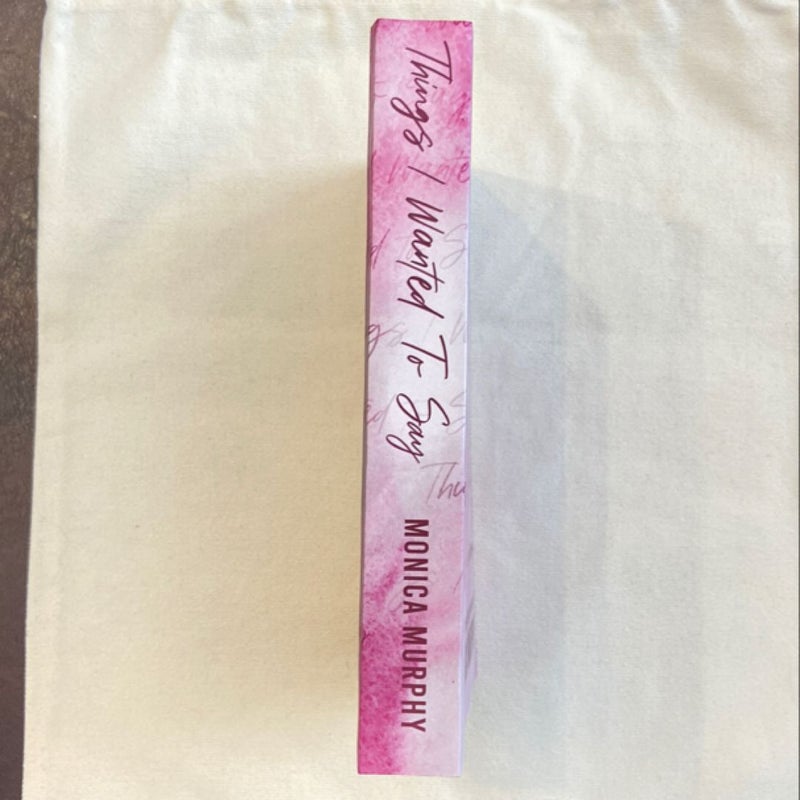 Things I Wanted To Say
MONICA MURPHY